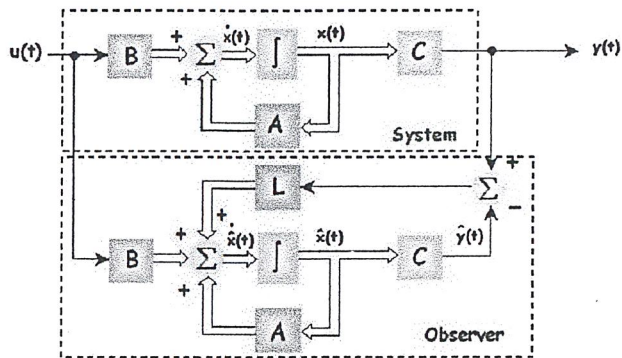 u(t)
B
+
+
Σ
ẋ(t)
∫
x(t)
C
y(t)
A
System
L
+
−
Σ
B
+
+
+
Σ
x̂̇(t)
∫
x̂(t)
C
ŷ(t)
A
Observer